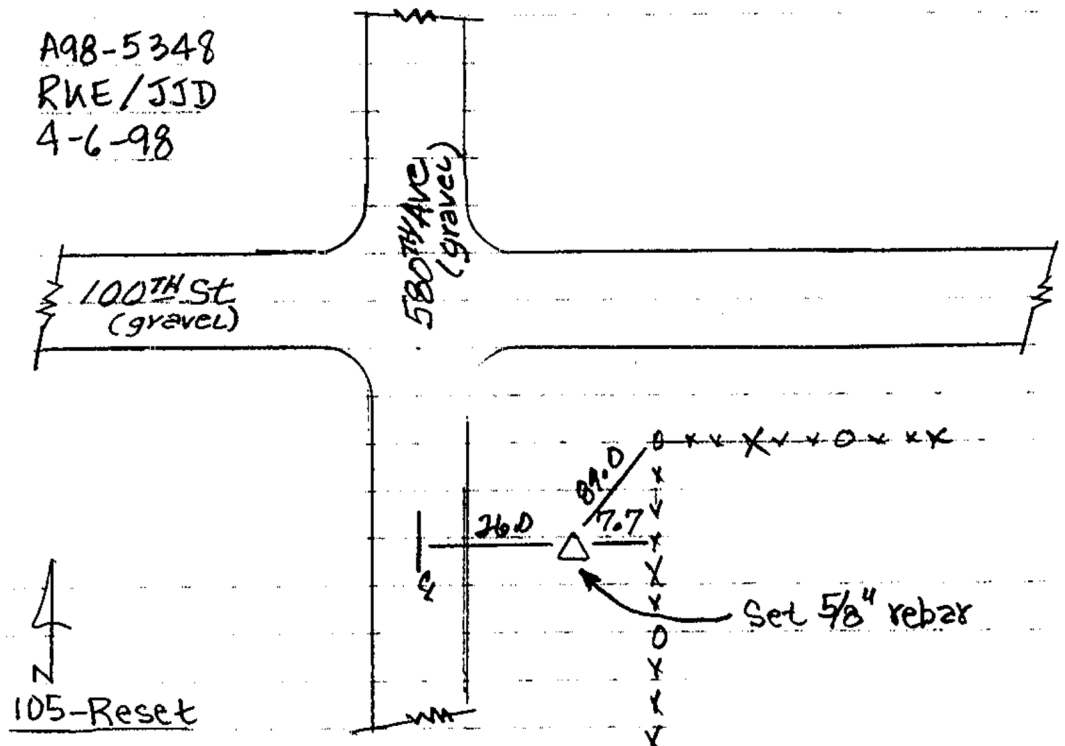 A98-5348
RKE/JJD
4-6-98
580TH AVE
(gravel)
100TH St
(gravel)
89.0
26.0
7.7
℄
Set 5/8" rebar
N
105-Reset